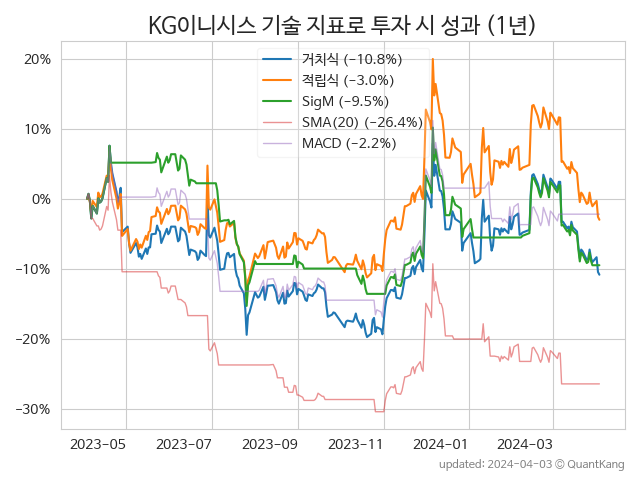 KG이니시스 기술 지표로 투자 시 성과 (1년)
거치식 (−10.8%)
적립식 (−3.0%)
SigM (−9.5%)
SMA(20) (−26.4%)
MACD (−2.2%)
20%
10%
0%
−10%
−20%
−30%
2023-05 2023-07 2023-09 2023-11 2024-01 2024-03
updated: 2024-04-03 © QuantKang